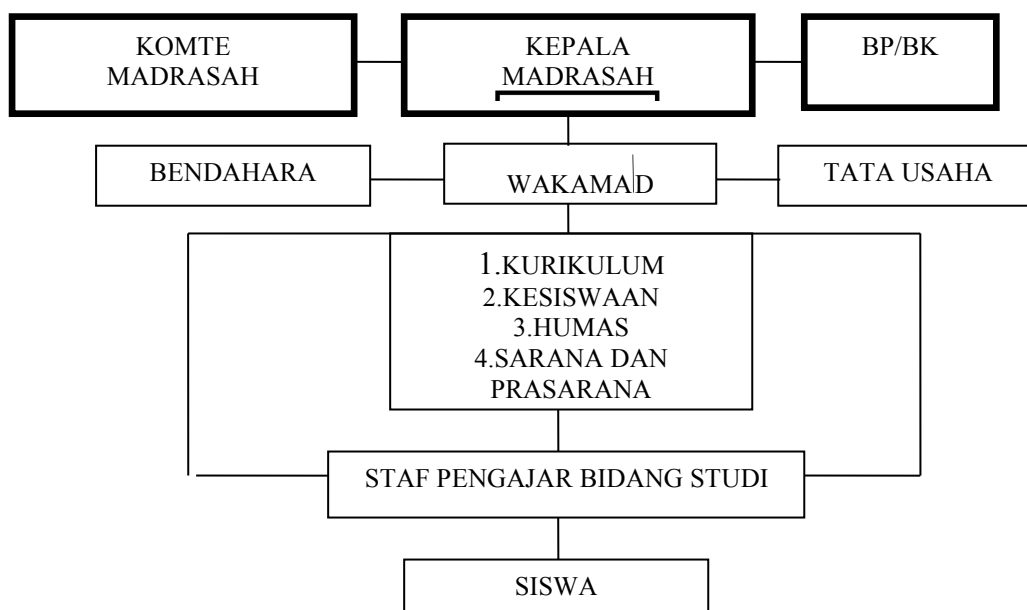 KOMTE
MADRASAH
KEPALA
MADRASAH
BP/BK
BENDAHARA
WAKAMAD
TATA USAHA
1.KURIKULUM
2.KESISWAAN
3.HUMAS
4.SARANA DAN
PRASARANA
STAF PENGAJAR BIDANG STUDI
SISWA